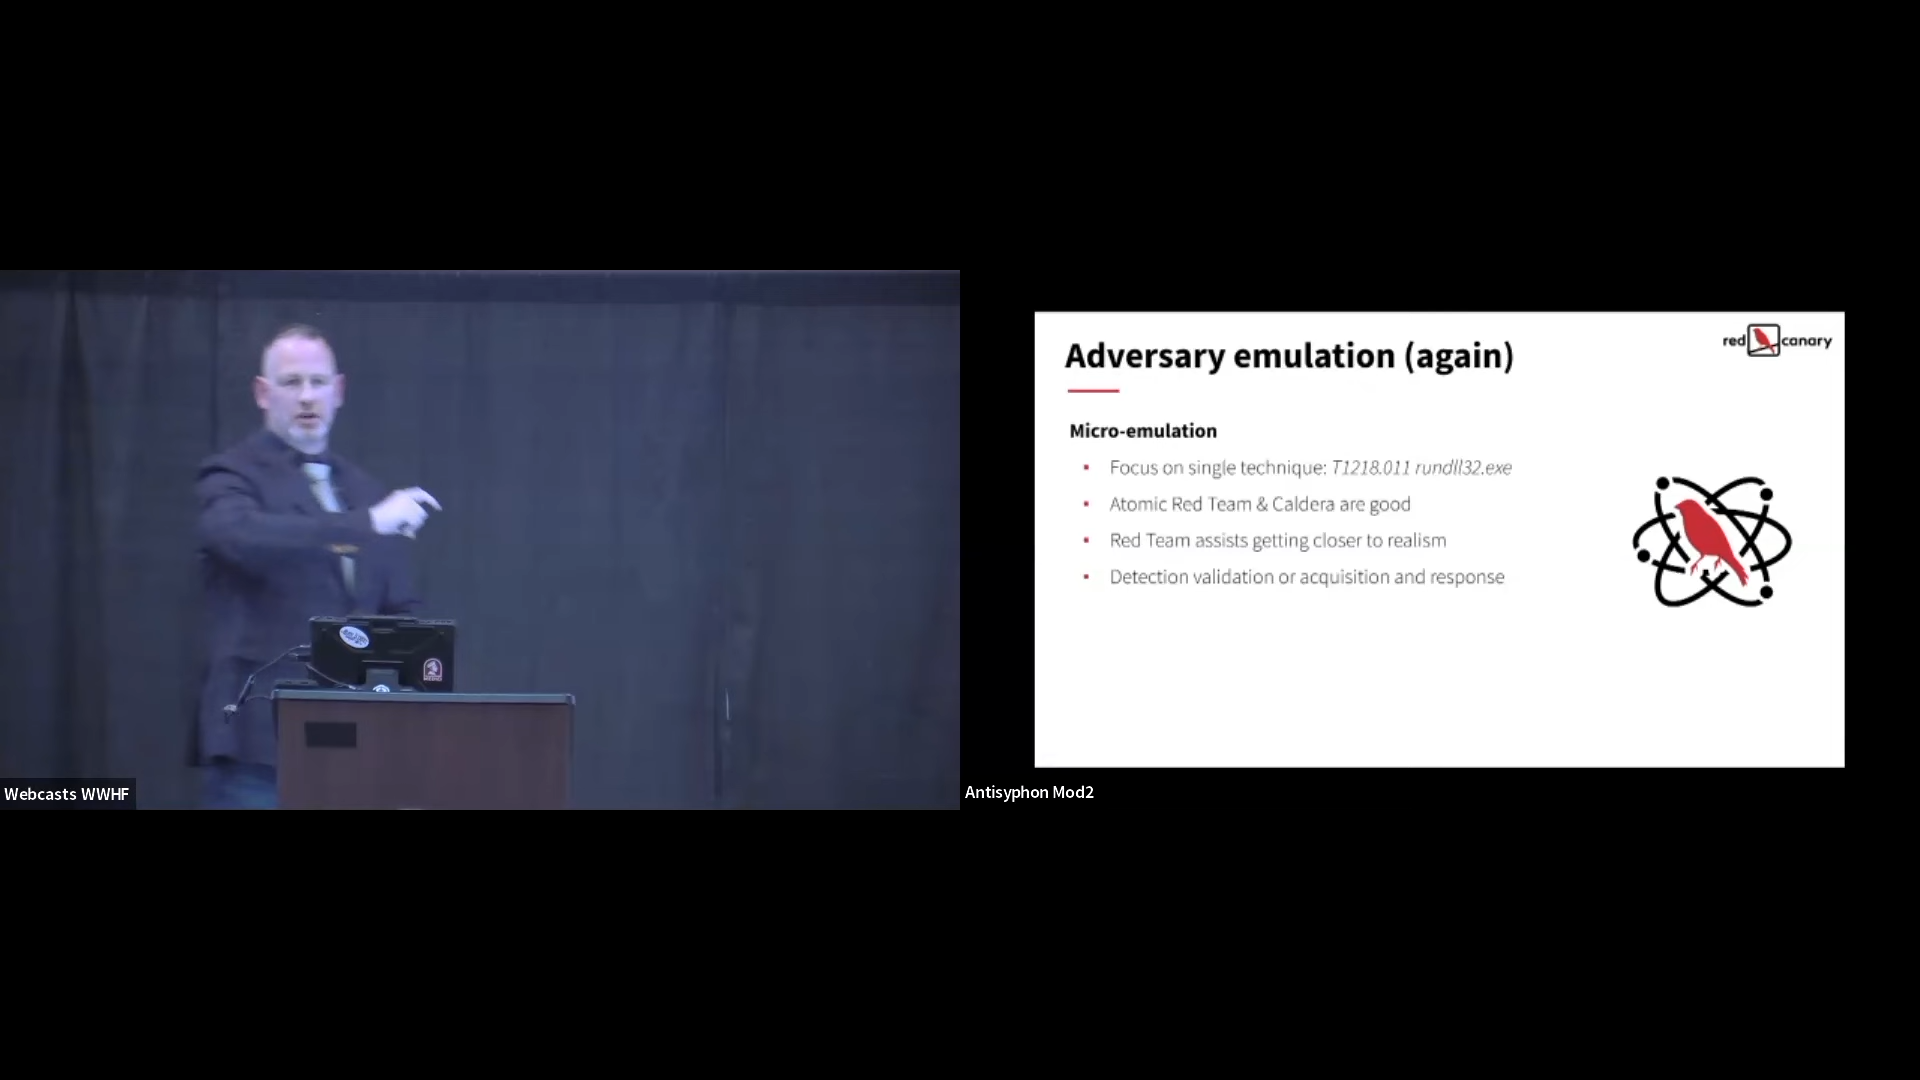 red canary
Adversary emulation (again)
Micro-emulation
Focus on single technique: T1218.011 rundll32.exe
Atomic Red Team & Caldera are good
Red Team assists getting closer to realism
Detection validation or acquisition and response
Webcasts WWHF
Antisyphon Mod2